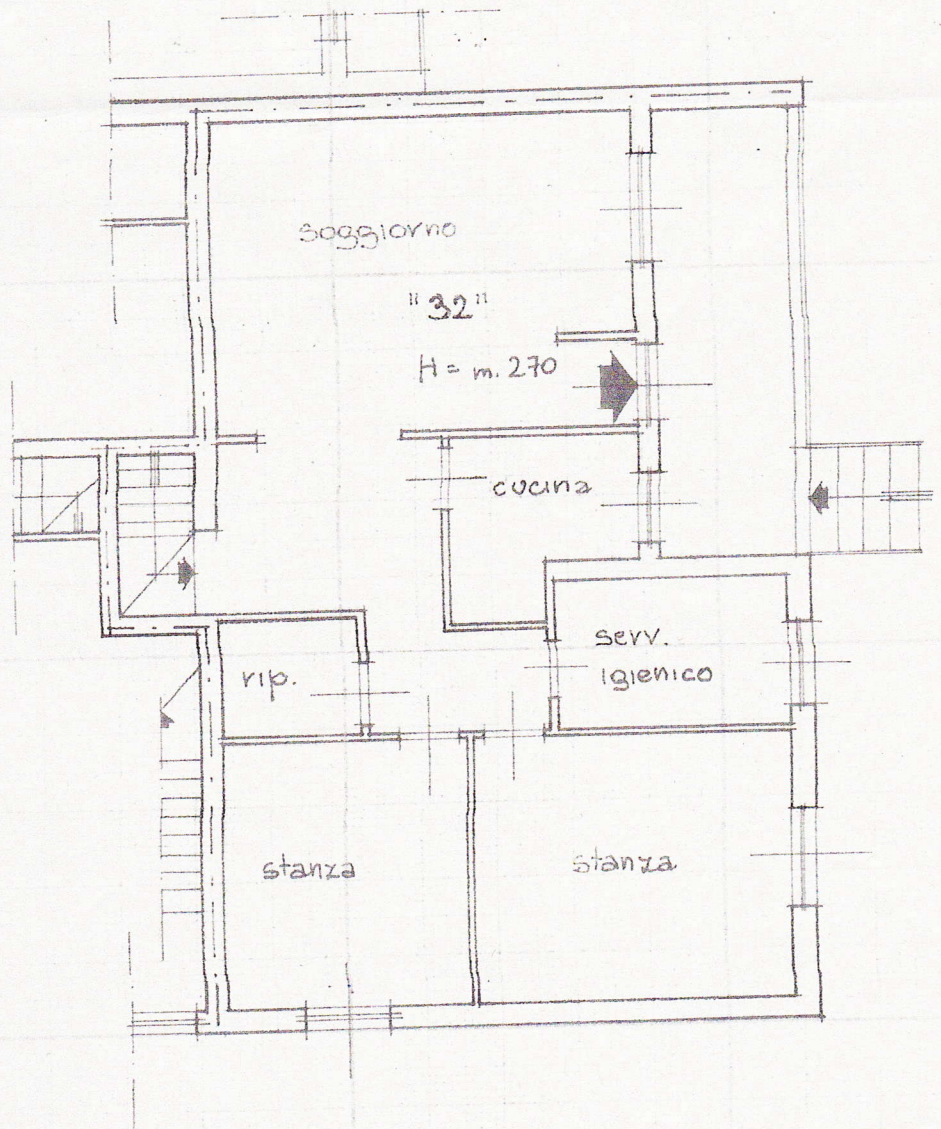 soggiorno
"32"
H = m. 270
cucina
serv.
igienico
rip.
stanza
stanza